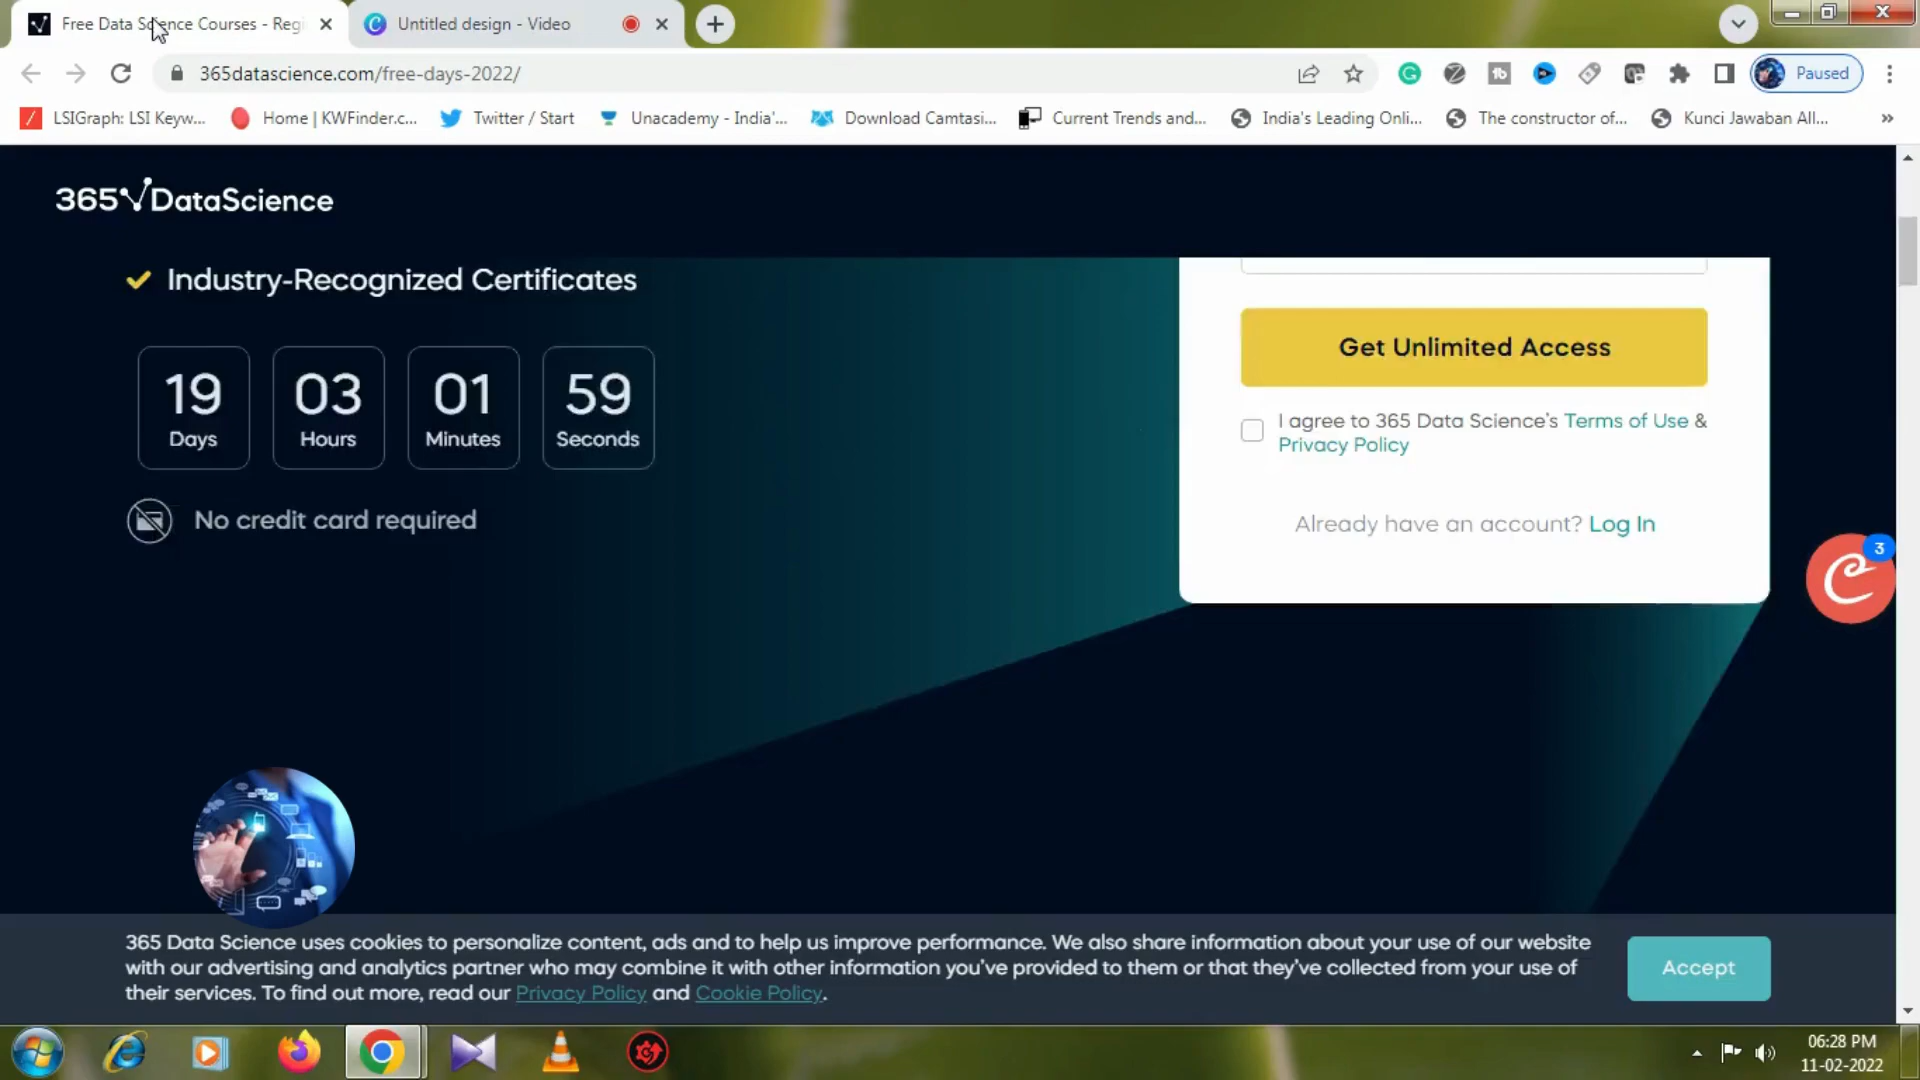 Free Data Science Courses - Regi
Untitled design - Video
365datascience.com/free-days-2022/
Paused
LSIGraph: LSI Keyw...
Home | KWFinder.c...
Twitter / Start
Unacademy - India'...
Download Camtasi...
Current Trends and...
India's Leading Onli...
The constructor of...
Kunci Jawaban All...
»
365 DataScience
Industry-Recognized Certificates
19 03 01 59
Days Hours Minutes Seconds
No credit card required
Get Unlimited Access
I agree to 365 Data Science's Terms of Use &
Privacy Policy
Already have an account? Log In
3
365 Data Science uses cookies to personalize content, ads and to help us improve performance. We also share information about your use of our website
with our advertising and analytics partner who may combine it with other information you've provided to them or that they've collected from your use of
their services. To find out more, read our Privacy Policy and Cookie Policy.
Accept
06:28 PM
11-02-2022